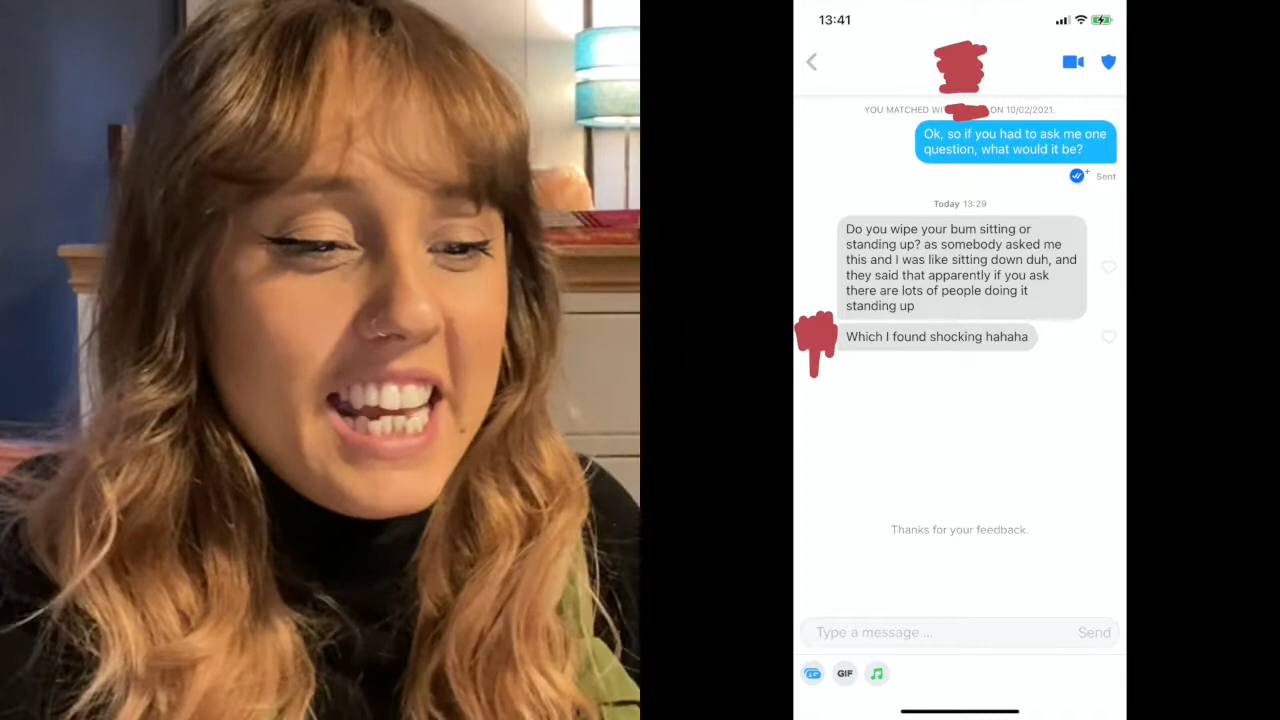 13:41
YOU MATCHED WI ON 10/02/2021.
Ok, so if you had to ask me one
question, what would it be?
Sent
Today 13:29
Do you wipe your bum sitting or
standing up? as somebody asked me
this and I was like sitting down duh, and
they said that apparently if you ask
there are lots of people doing it
standing up
Which I found shocking hahaha
Thanks for your feedback.
Type a message....
Send
GIF